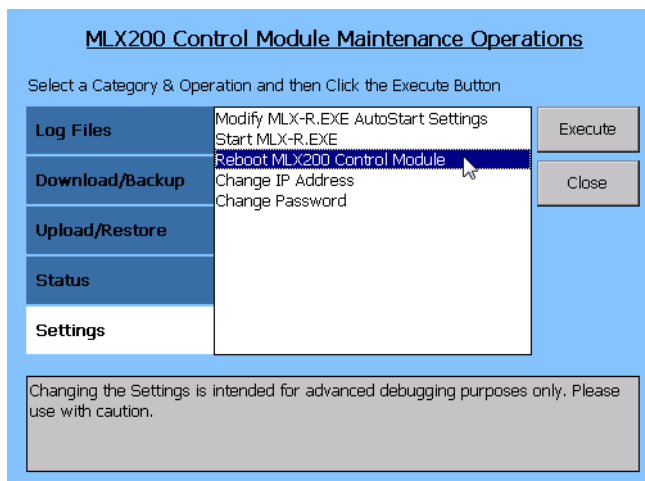 MLX200 Control Module Maintenance Operations
Select a Category & Operation and then Click the Execute Button
Log Files
Download/Backup
Upload/Restore
Status
Settings
Modify MLX-R.EXE AutoStart Settings
Start MLX-R.EXE
Reboot MLX200 Control Module
Change IP Address
Change Password
Execute
Close
Changing the Settings is intended for advanced debugging purposes only. Please
use with caution.